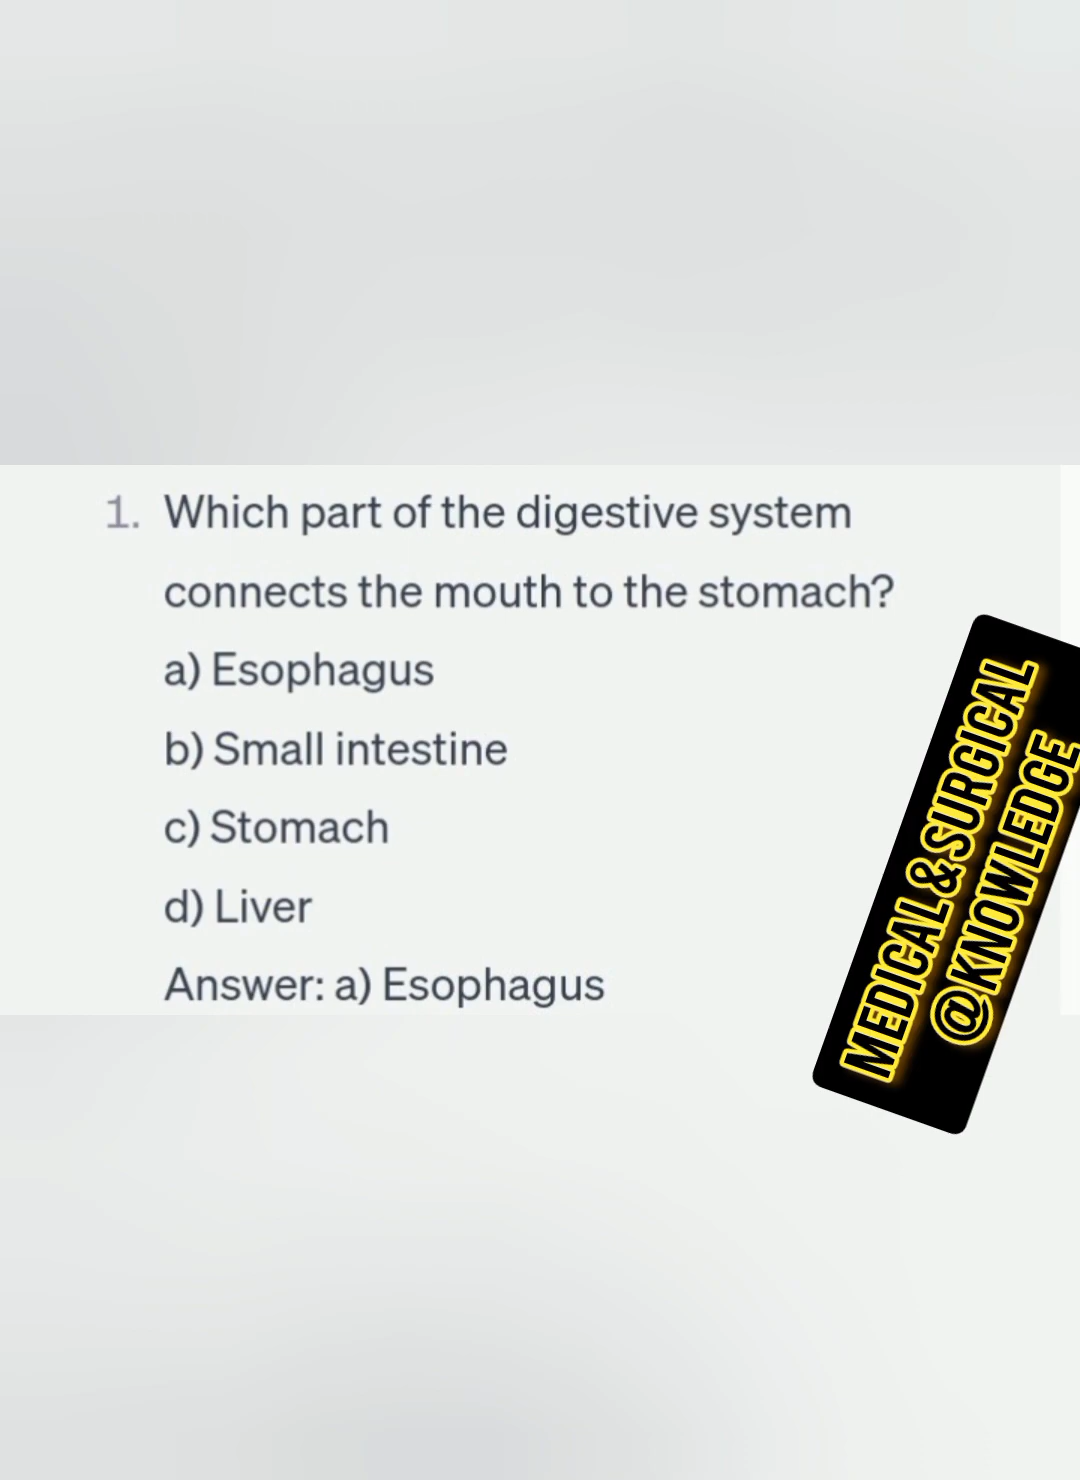 1. Which part of the digestive system
connects the mouth to the stomach?
a) Esophagus
b) Small intestine
c) Stomach
d) Liver
Answer: a) Esophagus
MEDICAL & SURGICAL
@KNOWLEDGE